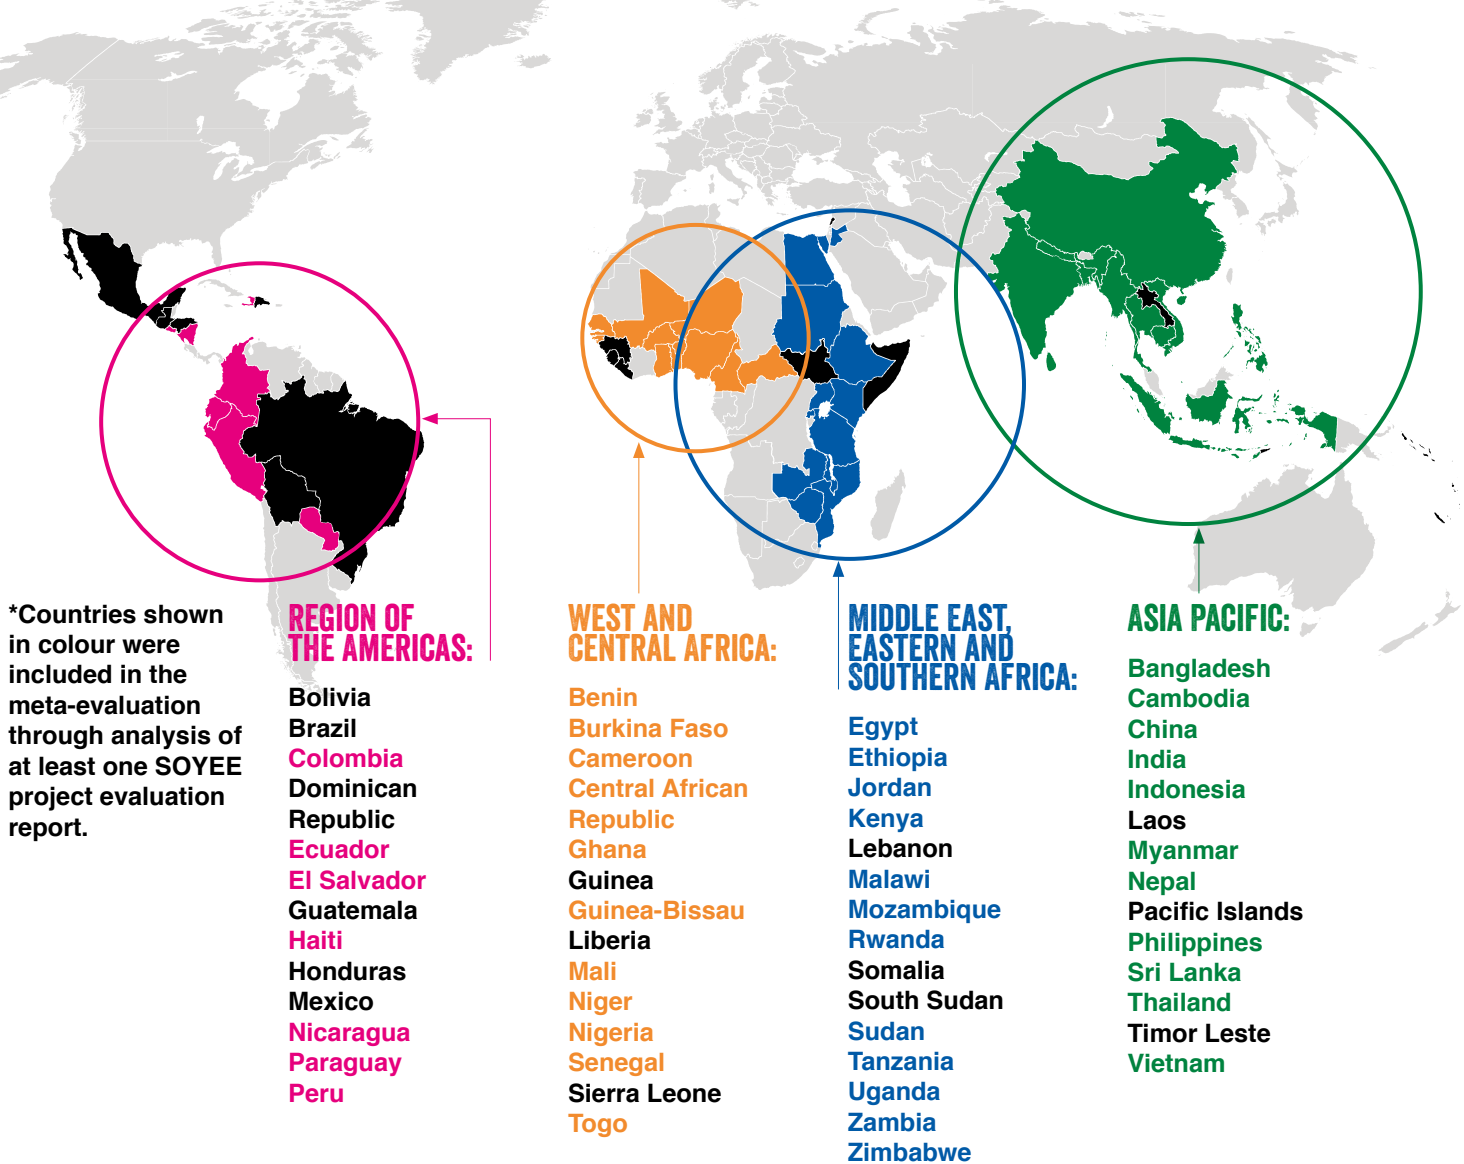 *Countries shown
in colour were
included in the
meta-evaluation
through analysis of
at least one SOYEE
project evaluation
report.
REGION OF
THE AMERICAS:
Bolivia
Brazil
Colombia
Dominican
Republic
Ecuador
El Salvador
Guatemala
Haiti
Honduras
Mexico
Nicaragua
Paraguay
Peru
WEST AND
CENTRAL AFRICA:
Benin
Burkina Faso
Cameroon
Central African
Republic
Ghana
Guinea
Guinea-Bissau
Liberia
Mali
Niger
Nigeria
Senegal
Sierra Leone
Togo
MIDDLE EAST,
EASTERN AND
SOUTHERN AFRICA:
Egypt
Ethiopia
Jordan
Kenya
Lebanon
Malawi
Mozambique
Rwanda
Somalia
South Sudan
Sudan
Tanzania
Uganda
Zambia
Zimbabwe
ASIA PACIFIC:
Bangladesh
Cambodia
China
India
Indonesia
Laos
Myanmar
Nepal
Pacific Islands
Philippines
Sri Lanka
Thailand
Timor Leste
Vietnam